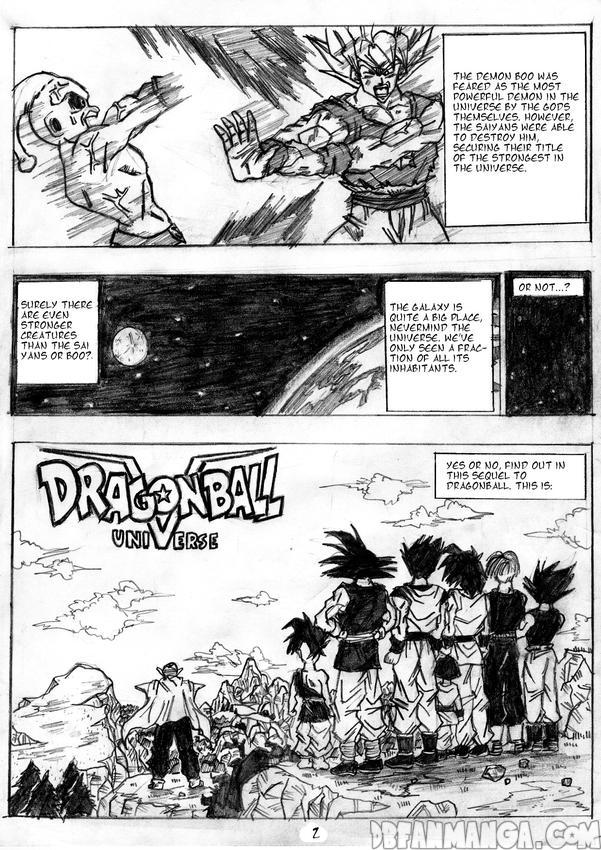 THE DEMON BOO WAS
FEARED AS THE MOST
POWERFUL DEMON IN THE
UNIVERSE BY THE GODS
THEMSELVES. HOWEVER,
THE SAIYANS WERE ABLE
TO DESTROY HIM,
SECURING THEIR TITLE
OF THE STRONGEST IN
THE UNIVERSE.
SURELY THERE
ARE EVEN
STRONGER
CREATURES
THAN THE SAI
YANS OR BOO?
THE GALAXY IS
QUITE A BIG PLACE,
NEVERMIND THE
UNIVERSE. WE'VE
ONLY SEEN A FRAC-
TION OF ALL ITS
INHABITANTS.
OR NOT...?
YES OR NO, FIND OUT IN
THIS SEQUEL TO
DRAGONBALL. THIS IS:
DRAGONBALL
UNIVERSE
2
DBFANMANGA.COM